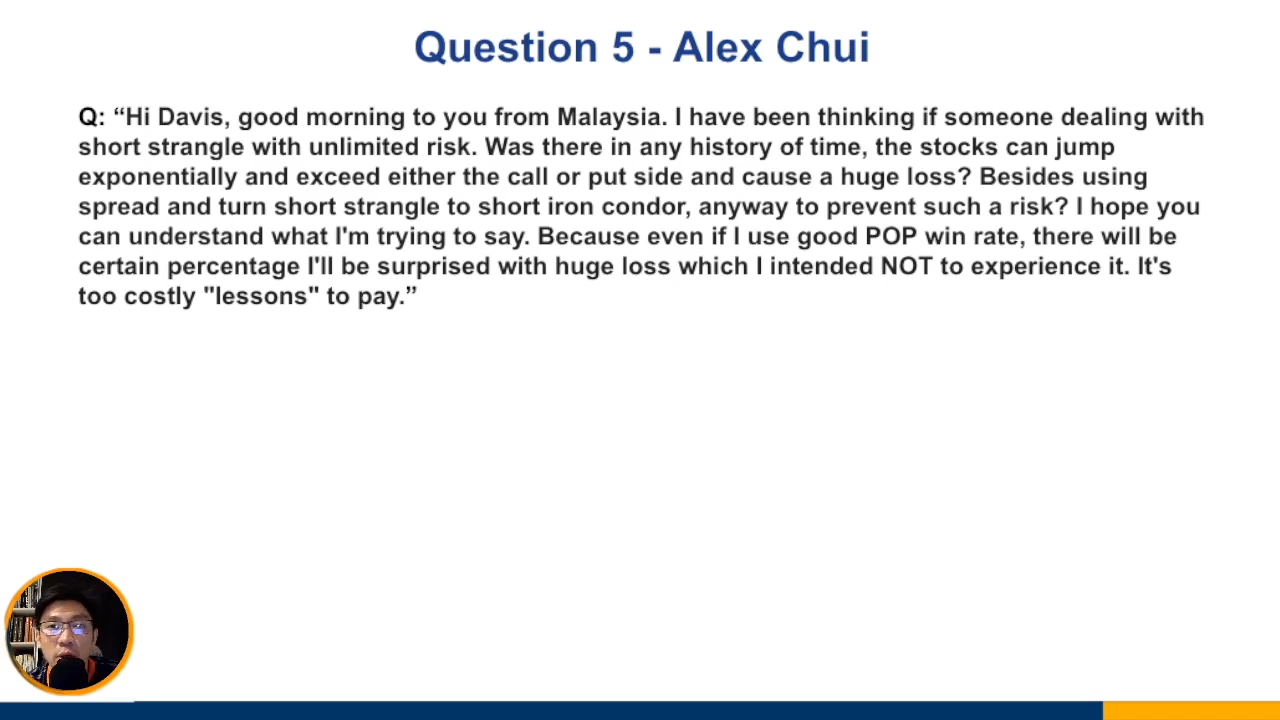 Question 5 - Alex Chui
Q: “Hi Davis, good morning to you from Malaysia. I have been thinking if someone dealing with
short strangle with unlimited risk. Was there in any history of time, the stocks can jump
exponentially and exceed either the call or put side and cause a huge loss? Besides using
spread and turn short strangle to short iron condor, anyway to prevent such a risk? I hope you
can understand what I'm trying to say. Because even if I use good POP win rate, there will be
certain percentage I'll be surprised with huge loss which I intended NOT to experience it. It's
too costly "lessons" to pay.”